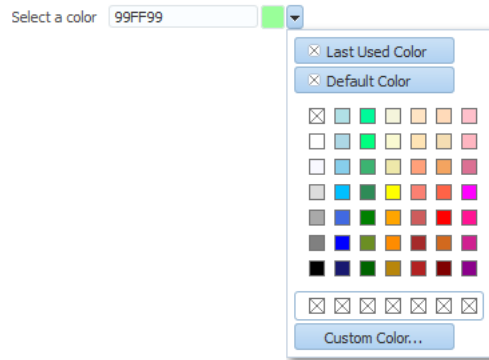 Select a color 99FF99
Last Used Color
Default Color
Custom Color...